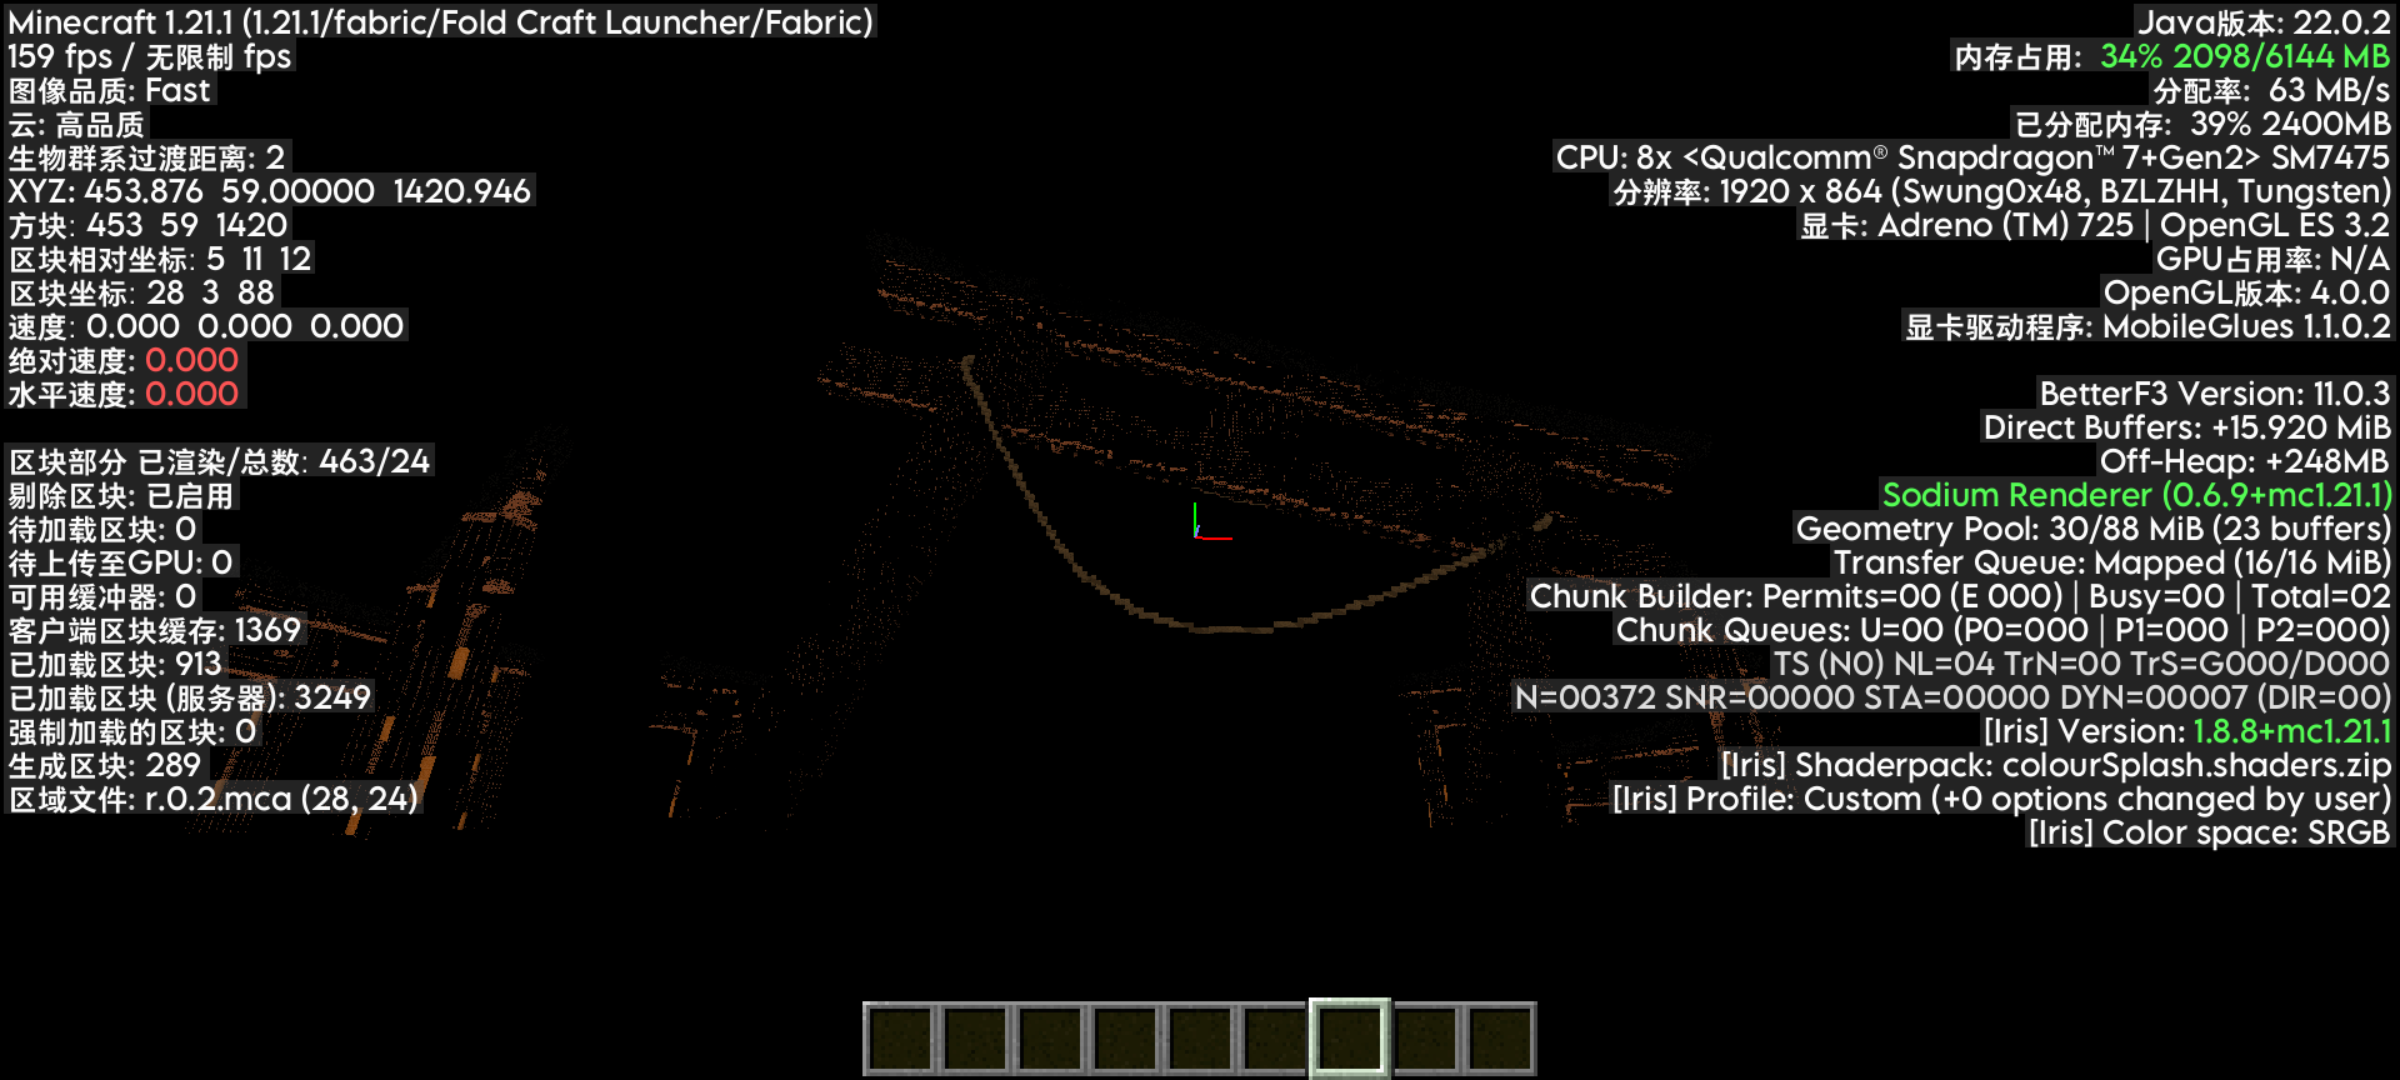 Minecraft 1.21.1 (1.21.1/fabric/Fold Craft Launcher/Fabric)
159 fps / 无限制 fps
图像品质: Fast
云: 高品质
生物群系过渡距离: 2
XYZ: 453.876 59.00000 1420.946
方块: 453 59 1420
区块相对坐标: 5 11 12
区块坐标: 28 3 88
速度: 0.000 0.000 0.000
绝对速度: 0.000
水平速度: 0.000
区块部分 已渲染/总数: 463/24
剔除区块: 已启用
待加载区块: 0
待上传至GPU: 0
可用缓冲器: 0
客户端区块缓存: 1369
已加载区块: 913
已加载区块 (服务器): 3249
强制加载的区块: 0
生成区块: 289
区域文件: r.0.2.mca (28, 24)
Java版本: 22.0.2
内存占用: 34% 2098/6144 MB
分配率: 63 MB/s
已分配内存: 39% 2400MB
CPU: 8x <Qualcomm® Snapdragon™ 7+Gen2> SM7475
分辨率: 1920 x 864 (Swung0x48, BZLZHH, Tungsten)
显卡: Adreno (TM) 725 | OpenGL ES 3.2
GPU占用率: N/A
OpenGL版本: 4.0.0
显卡驱动程序: MobileGlues 1.1.0.2
BetterF3 Version: 11.0.3
Direct Buffers: +15.920 MiB
Off-Heap: +248MB
Sodium Renderer (0.6.9+mc1.21.1)
Geometry Pool: 30/88 MiB (23 buffers)
Transfer Queue: Mapped (16/16 MiB)
Chunk Builder: Permits=00 (E 000) | Busy=00 | Total=02
Chunk Queues: U=00 (P0=000 | P1=000 | P2=000)
TS (N0) NL=04 TrN=00 TrS=G000/D000
N=00372 SNR=00000 STA=00000 DYN=00007 (DIR=00)
[Iris] Version: 1.8.8+mc1.21.1
[Iris] Shaderpack: colourSplash.shaders.zip
[Iris] Profile: Custom (+0 options changed by user)
[Iris] Color space: SRGB